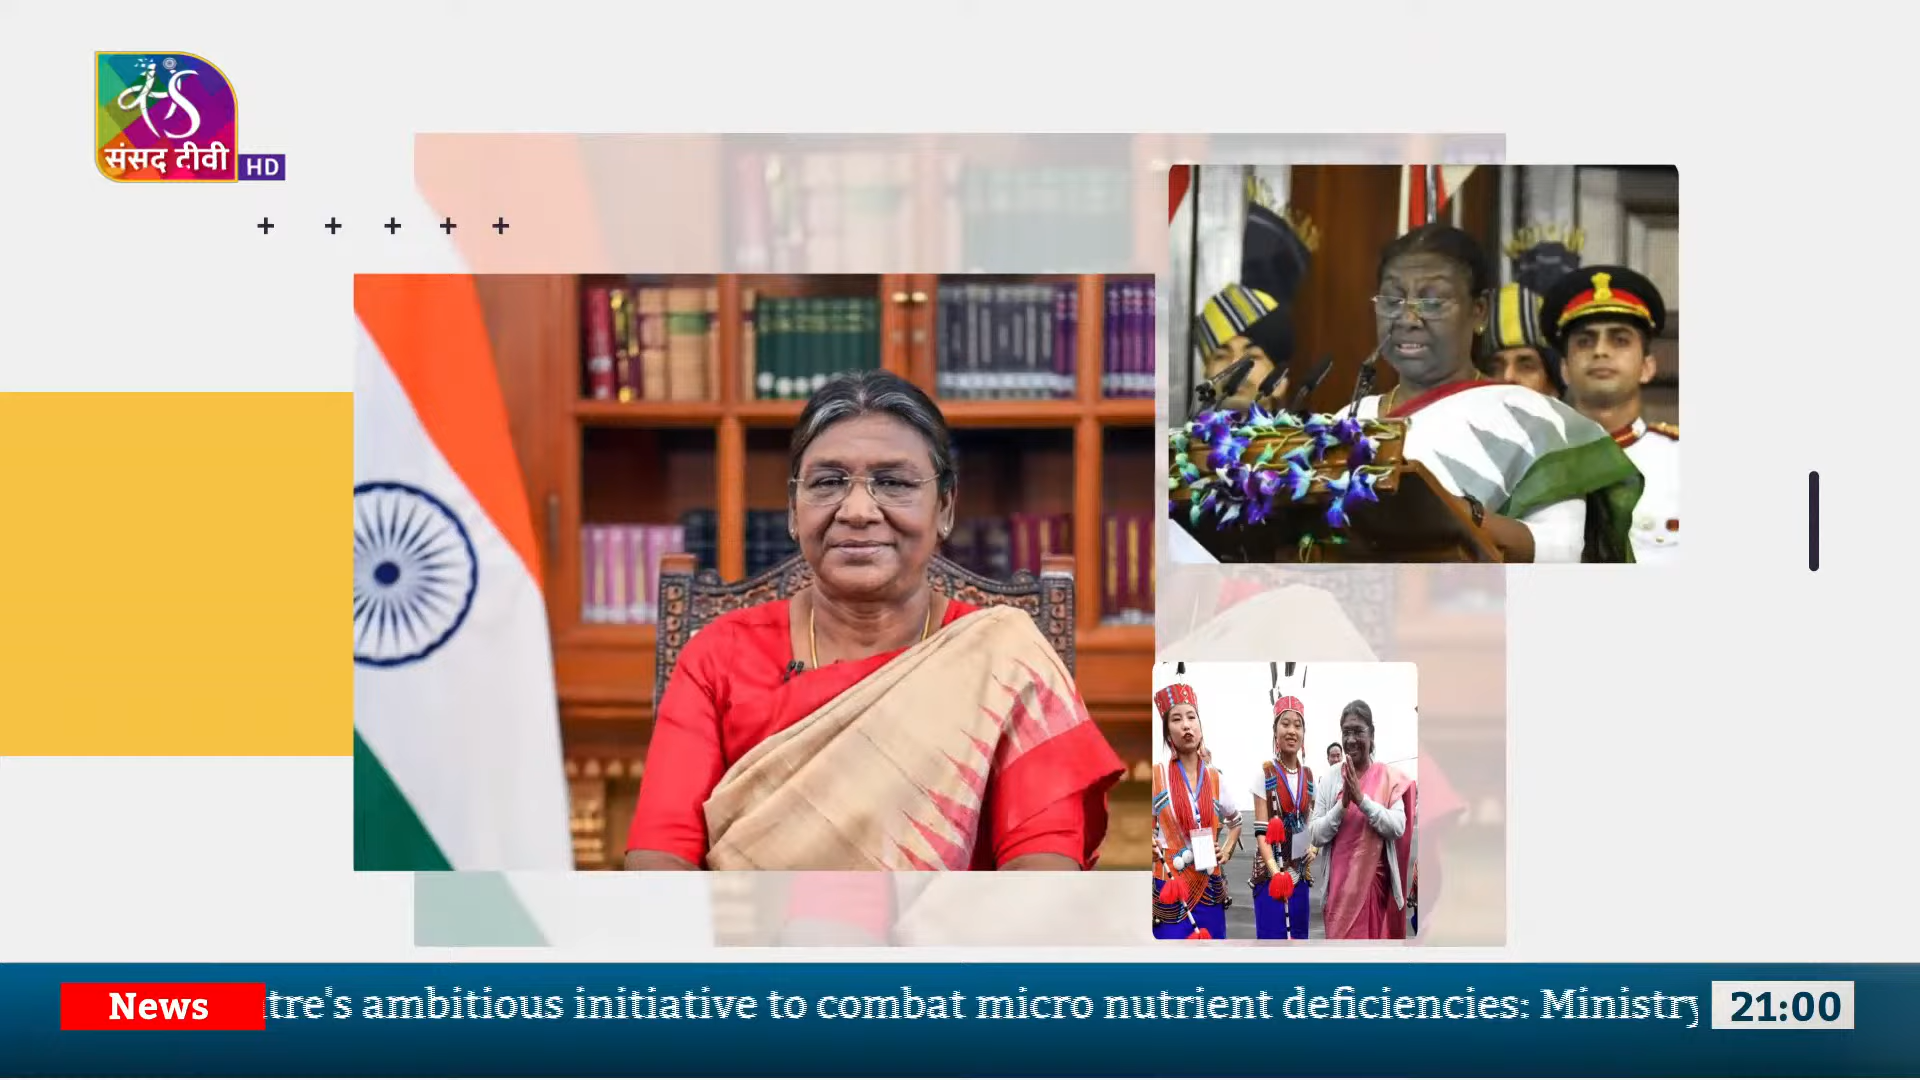 संसद टीवी
HD
News
tre's ambitious initiative to combat micro nutrient deficiencies: Ministry
21:00